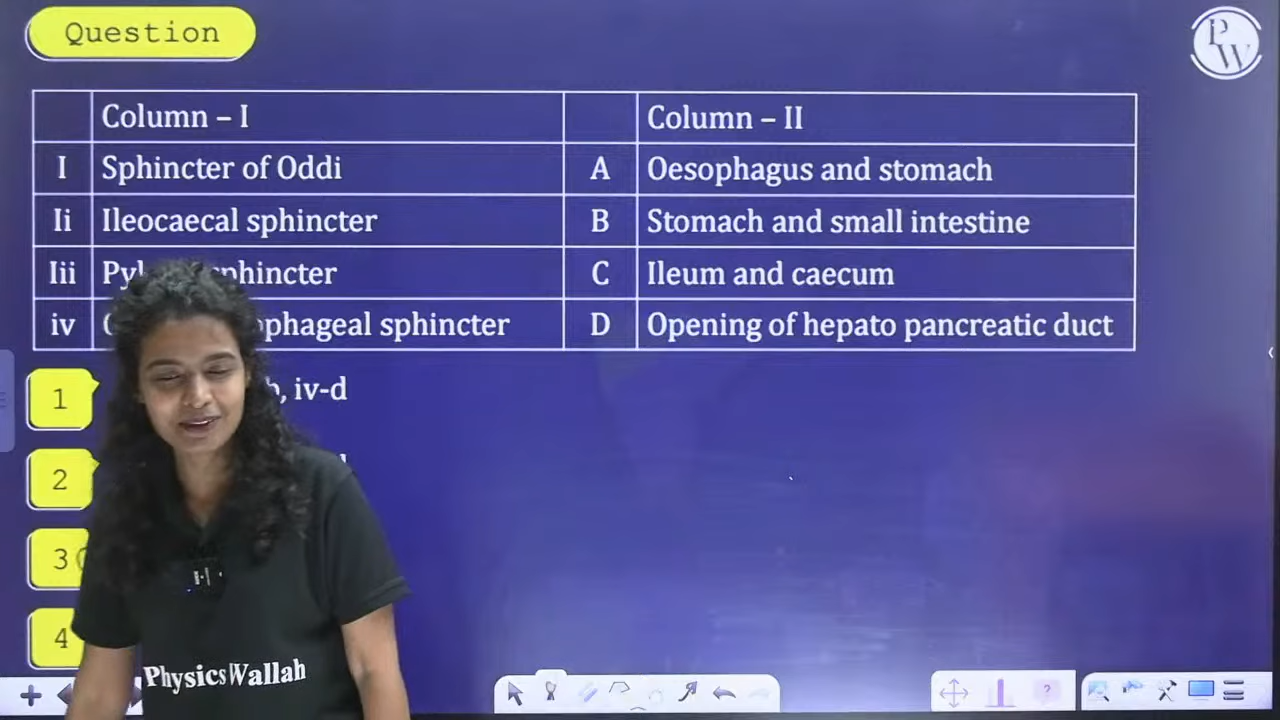 Question
PW
Column – I Column – II
I Sphincter of Oddi A Oesophagus and stomach
Ii Ileocaecal sphincter B Stomach and small intestine
Iii sphincter C Ileum and caecum
iv sphincter D Opening of hepato pancreatic duct
1 iv-d
2
3
4
PhysicsWallah